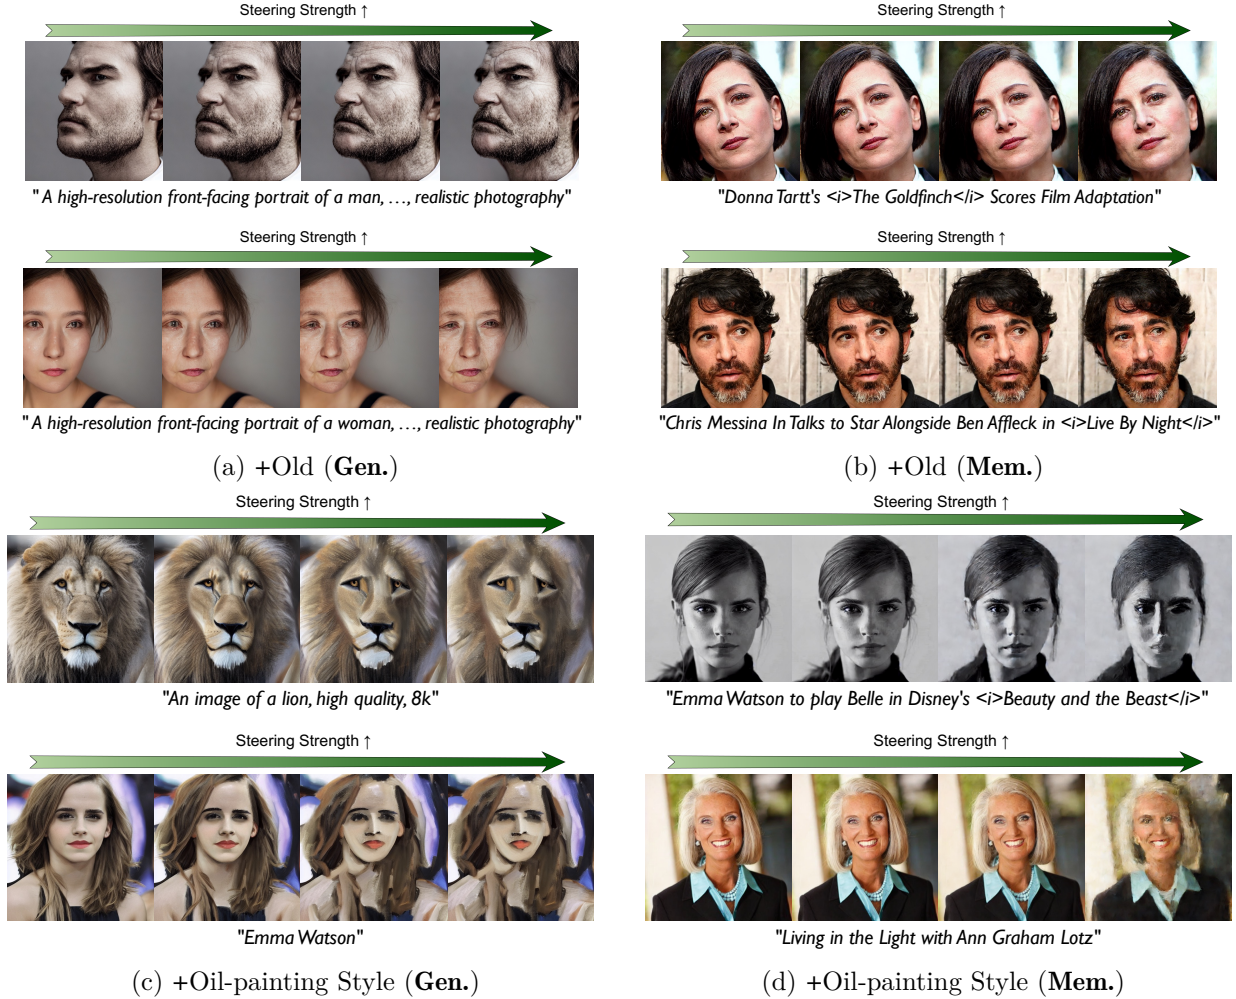 Steering Strength ↑
" A high-resolution front-facing portrait of a man, ..., realistic photography"
Steering Strength ↑
" A high-resolution front-facing portrait of a woman, ..., realistic photography"
(a) +Old (Gen.)
Steering Strength ↑
"Donna Tartt's <i>The Goldfinch</i> Scores Film Adaptation"
Steering Strength ↑
"Chris Messina In Talks to Star Alongside Ben Affleck in <i>Live By Night</i>"
(b) +Old (Mem.)
Steering Strength ↑
"An image of a lion, high quality, 8k"
Steering Strength ↑
"Emma Watson"
(c) +Oil-painting Style (Gen.)
Steering Strength ↑
"Emma Watson to play Belle in Disney's <i>Beauty and the Beast</i>"
Steering Strength ↑
"Living in the Light with Ann Graham Lotz"
(d) +Oil-painting Style (Mem.)